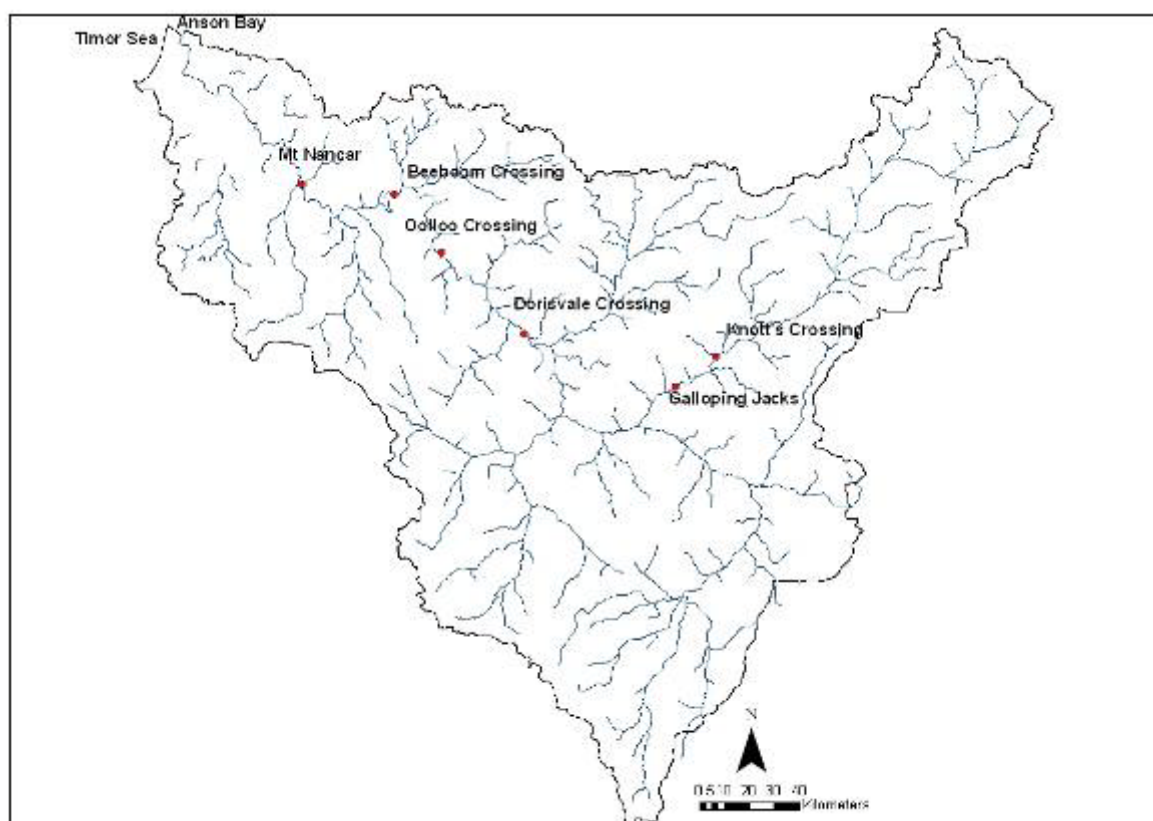 Anson Bay
Timor Sea
Mt Nancar
Beeboom Crossing
Oolloo Crossing
Dorisvale Crossing
Knott's Crossing
Galloping Jacks
N
0 5 10 20 30 40
Kilometers